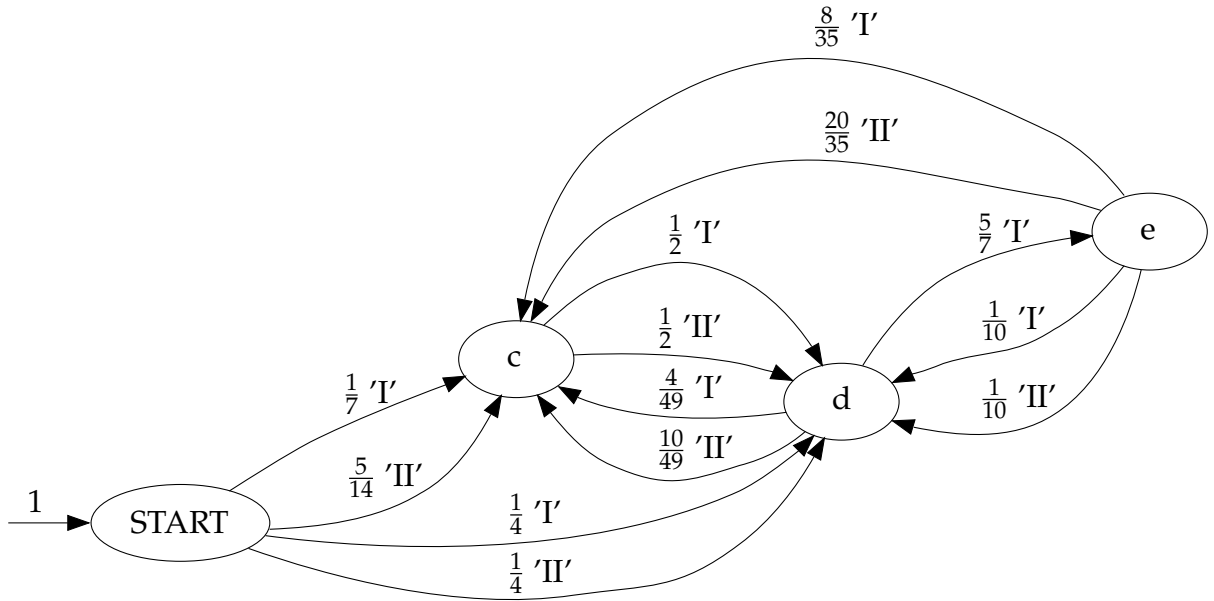 8/35 'I'
20/35 'II'
1/2 'I'
5/7 'I'
e
1/2 'II'
1/10 'I'
c
4/49 'I'
d
1/10 'II'
1/7 'I'
10/49 'II'
5/14 'II'
1
START
1/4 'I'
1/4 'II'